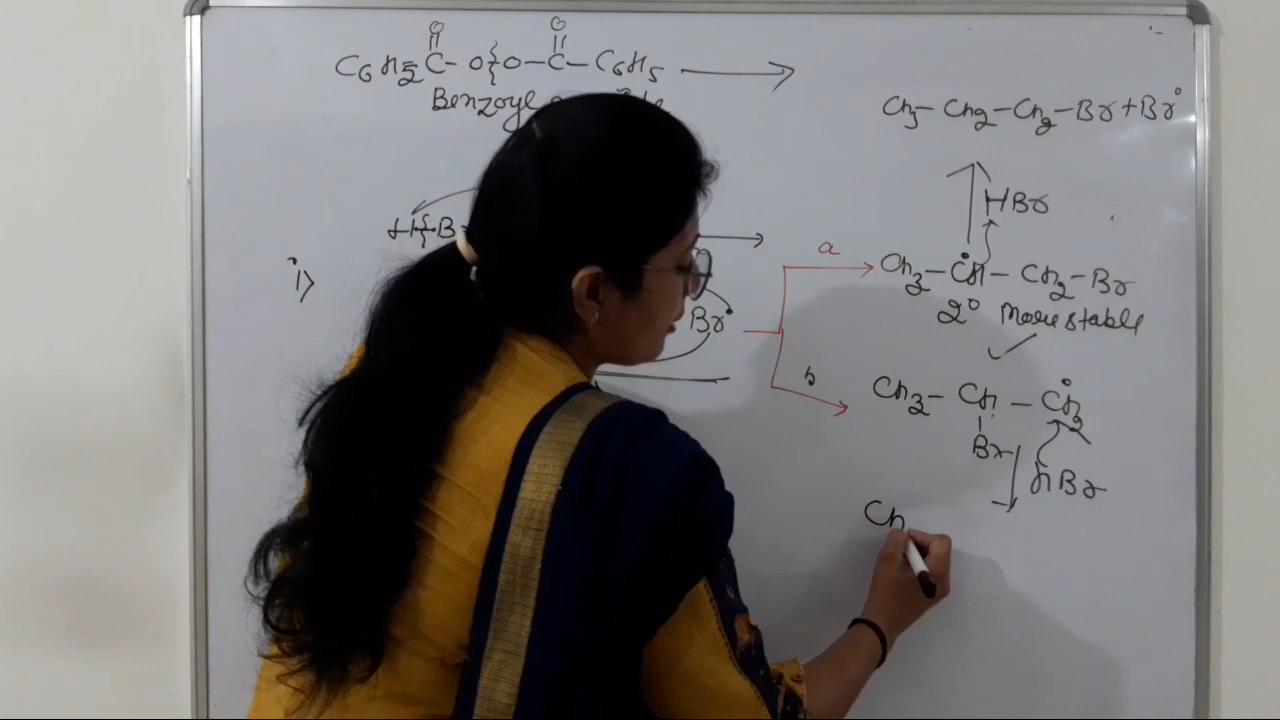 O O
|| ||
C6H5-C-O}{O-C-C6H5 ⟶
Benzoyl
CH3-CH2-CH2-Br+Br°
HBr
H}{B
i>
a
CH3-CH-CH2-Br
2° More stable
Br°
b
CH3-CH-CH2
Br
HBr
CH